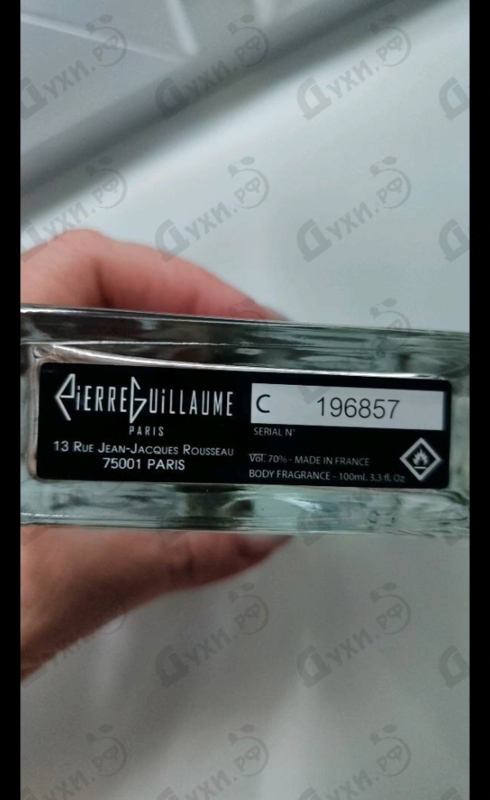 PiERREGUiLLAUME
PARIS
13 RUE JEAN-JACQUES ROUSSEAU
75001 PARIS
C 196857
SERIAL N°
Vol. 70% - MADE IN FRANCE
BODY FRAGRANCE - 100ml. 3.3 fl. Oz
Духи.рф